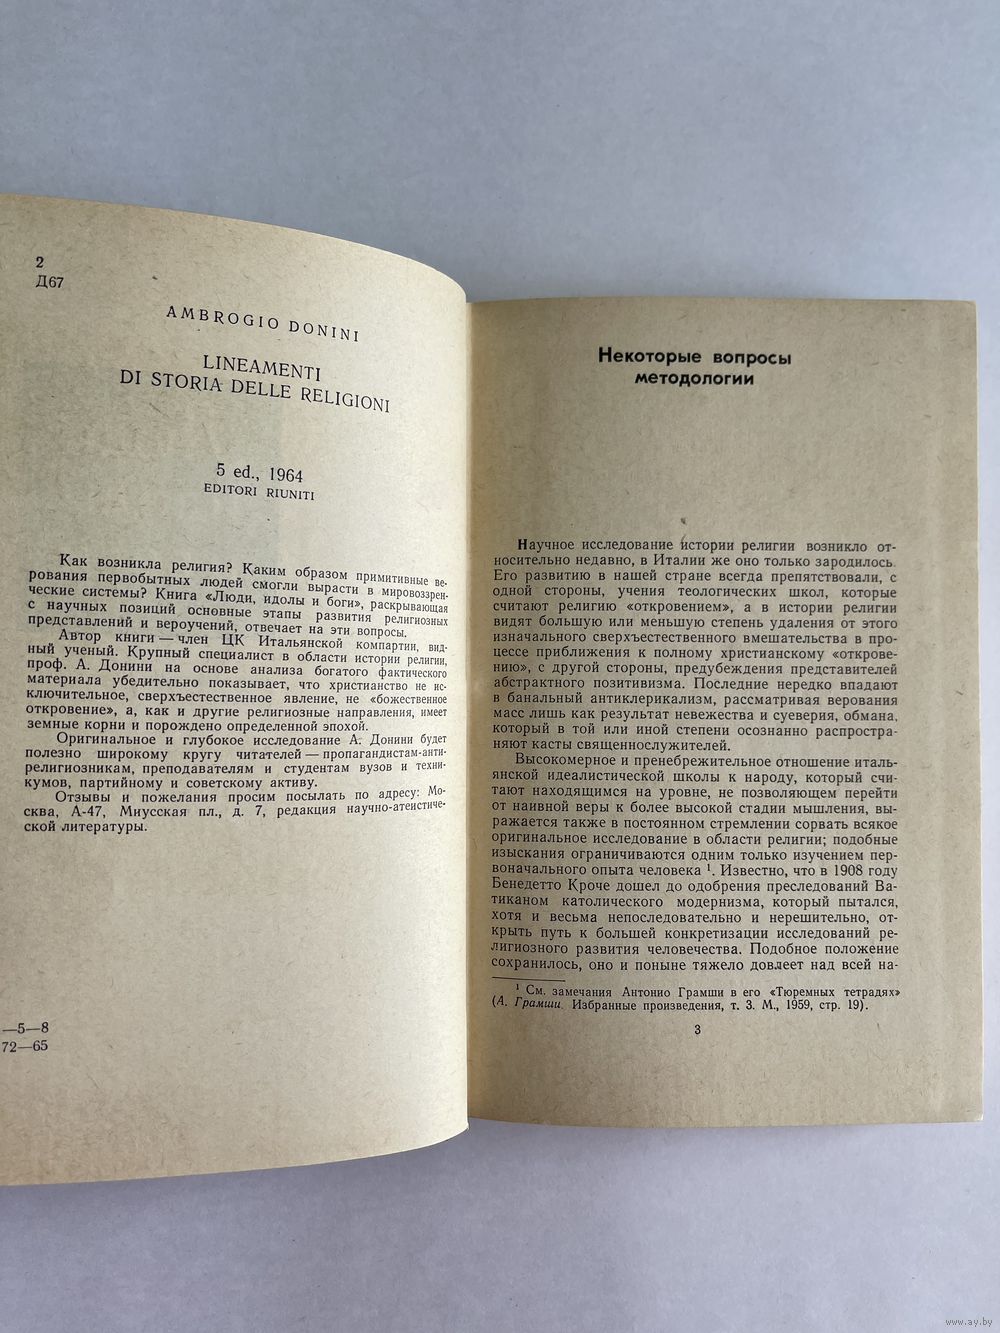 2
Д67
AMBROGIO DONINI
LINEAMENTI
DI STORIA DELLE RELIGIONI
5 ed., 1964
EDITORI RIUNITI
Как возникла религия? Каким образом примитивные ве-
рования первобытных людей смогли вырасти в мировоззрен-
ческие системы? Книга «Люди, идолы и боги», раскрывающая
с научных позиций основные этапы развития религиозных
представлений и вероучений, отвечает на эти вопросы.
Автор книги — член ЦК Итальянской компартии, вид-
ный ученый. Крупный специалист в области истории религии,
проф. А. Донини на основе анализа богатого фактического
материала убедительно показывает, что христианство не ис-
ключительное, сверхъестественное явление, не «божественное
откровение», а, как и другие религиозные направления, имеет
земные корни и порождено определенной эпохой.
Оригинальное и глубокое исследование А. Донини будет
полезно широкому кругу читателей — пропагандистам-анти-
религиозникам, преподавателям и студентам вузов и техни-
кумов, партийному и советскому активу.
Отзывы и пожелания просим посылать по адресу: Мо-
сква, А-47, Миусская пл., д. 7, редакция научно-атеистиче-
ской литературы.
—5—8
72—65
Некоторые вопросы
методологии
Научное исследование истории религии возникло от-
носительно недавно, в Италии же оно только зародилось.
Его развитию в нашей стране всегда препятствовали, с
одной стороны, учения теологических школ, которые
считают религию «откровением», а в истории религии
видят большую или меньшую степень удаления от этого
изначального сверхъестественного вмешательства в про-
цессе приближения к полному христианскому «открове-
нию», с другой стороны, предубеждения представителей
абстрактного позитивизма. Последние нередко впадают
в банальный антиклерикализм, рассматривая верования
масс лишь как результат невежества и суеверия, обмана,
который в той или иной степени осознанно распростра-
няют касты священнослужителей.
Высокомерное и пренебрежительное отношение италь-
янской идеалистической школы к народу, который счи-
тают находящимся на уровне, не позволяющем перейти
от наивной веры к более высокой стадии мышления, вы-
ражается также в постоянном стремлении сорвать всякое
оригинальное исследование в области религии; подобные
изыскания ограничиваются одним только изучением пер-
воначального опыта человека ¹. Известно, что в 1908 году
Бенедетто Кроче дошел до одобрения преследований Ва-
тиканом католического модернизма, который пытался,
хотя и весьма непоследовательно и нерешительно, от-
крыть путь к большей конкретизации исследований ре-
лигиозного развития человечества. Подобное положение
сохранилось, оно и поныне тяжело довлеет над всей на-
¹ См. замечания Антонио Грамши в его «Тюремных тетрадях»
(А. Грамши. Избранные произведения, т. 3. М., 1959, стр. 19).
3
www.ay.by